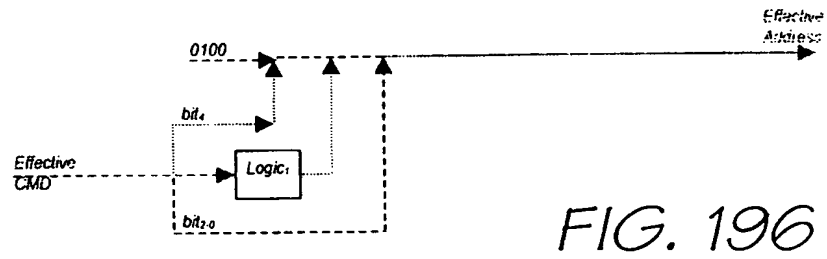 Effective
Address
0100
bit₄
Effective
CMD
Logic₁
bit₂₋₀
FIG. 196